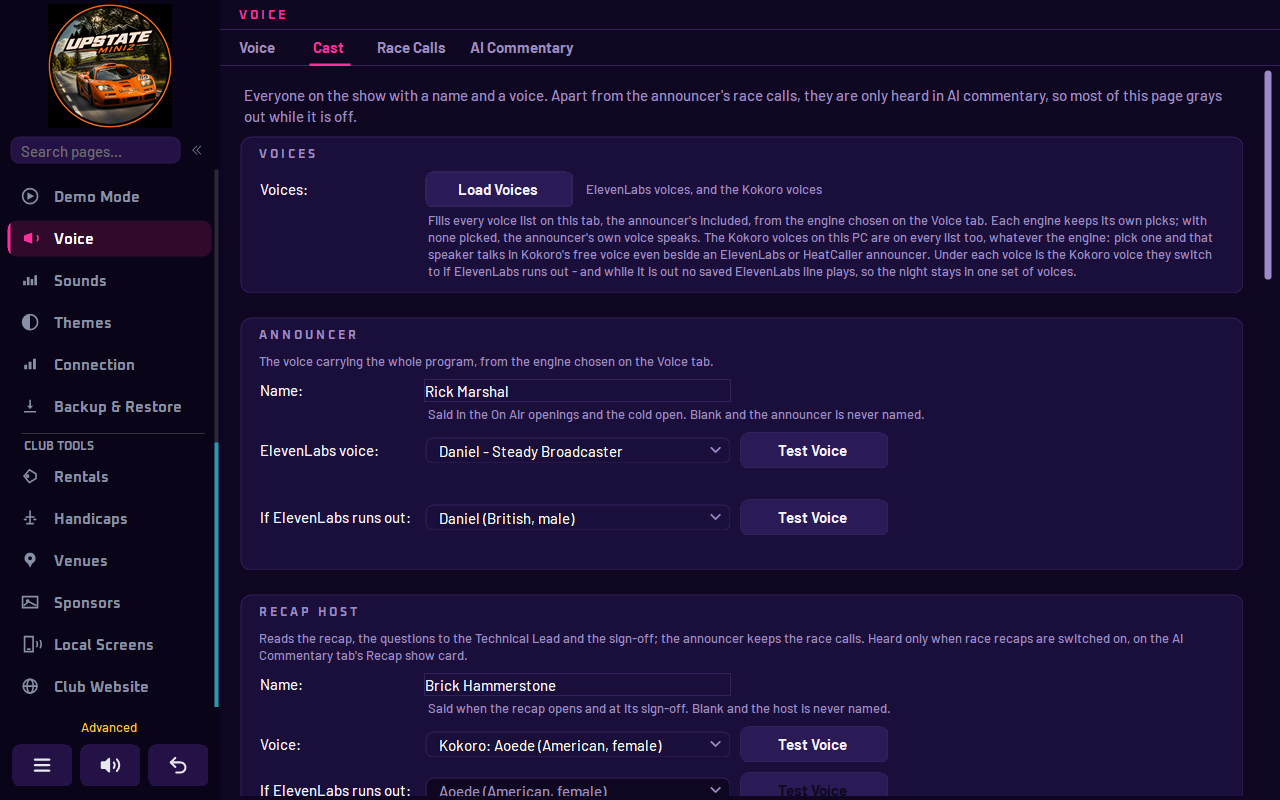 UPSTATE
MINIZ
Search pages...
Demo Mode
Voice
Sounds
Themes
Connection
Backup & Restore
CLUB TOOLS
Rentals
Handicaps
Venues
Sponsors
Local Screens
Club Website
Advanced
VOICE
Voice
Cast
Race Calls
AI Commentary
Everyone on the show with a name and a voice. Apart from the announcer's race calls, they are only heard in AI commentary, so most of this page grays
out while it is off.
VOICES
Voices:
Load Voices
ElevenLabs voices, and the Kokoro voices
Fills every voice list on this tab, the announcer's included, from the engine chosen on the Voice tab. Each engine keeps its own picks; with
none picked, the announcer's own voice speaks. The Kokoro voices on this PC are on every list too, whatever the engine: pick one and that
speaker talks in Kokoro's free voice even beside an ElevenLabs or HeatCaller announcer. Under each voice is the Kokoro voice they switch
to if ElevenLabs runs out - and while it is out no saved ElevenLabs line plays, so the night stays in one set of voices.
ANNOUNCER
The voice carrying the whole program, from the engine chosen on the Voice tab.
Name:
Rick Marshal
Said in the On Air openings and the cold open. Blank and the announcer is never named.
ElevenLabs voice:
Daniel - Steady Broadcaster
Test Voice
If ElevenLabs runs out:
Daniel (British, male)
Test Voice
RECAP HOST
Reads the recap, the questions to the Technical Lead and the sign-off; the announcer keeps the race calls. Heard only when race recaps are switched on, on the AI
Commentary tab's Recap show card.
Name:
Brick Hammerstone
Said when the recap opens and at its sign-off. Blank and the host is never named.
Voice:
Kokoro: Aoede (American, female)
Test Voice
If ElevenLabs runs out:
Aoede (American, female)
Test Voice